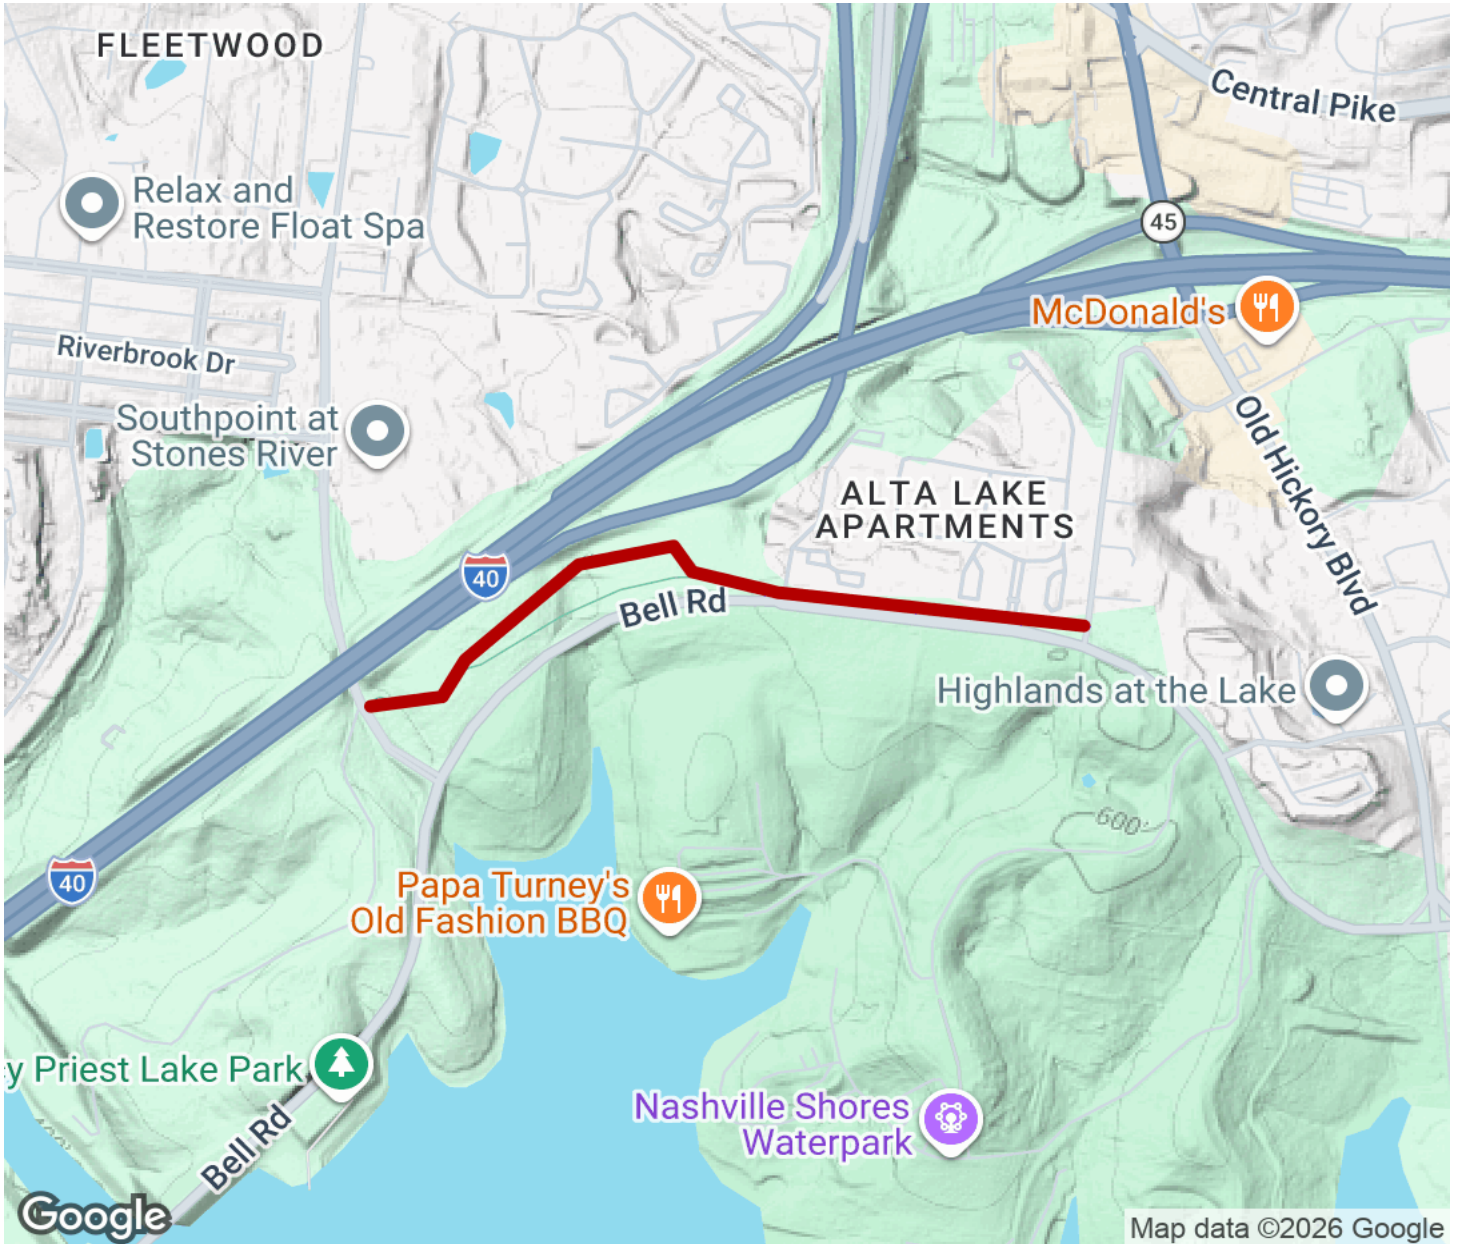 FLEETWOOD
Central Pike
Relax and
Restore Float Spa
45
McDonald's
Riverbrook Dr
Southpoint at
Stones River
Old Hickory Blvd
ALTA LAKE
APARTMENTS
40
Bell Rd
Highlands at the Lake
600'
40
Papa Turney's
Old Fashion BBQ
y Priest Lake Park
Nashville Shores
Waterpark
Bell Rd
Google
Map data ©2026 Google